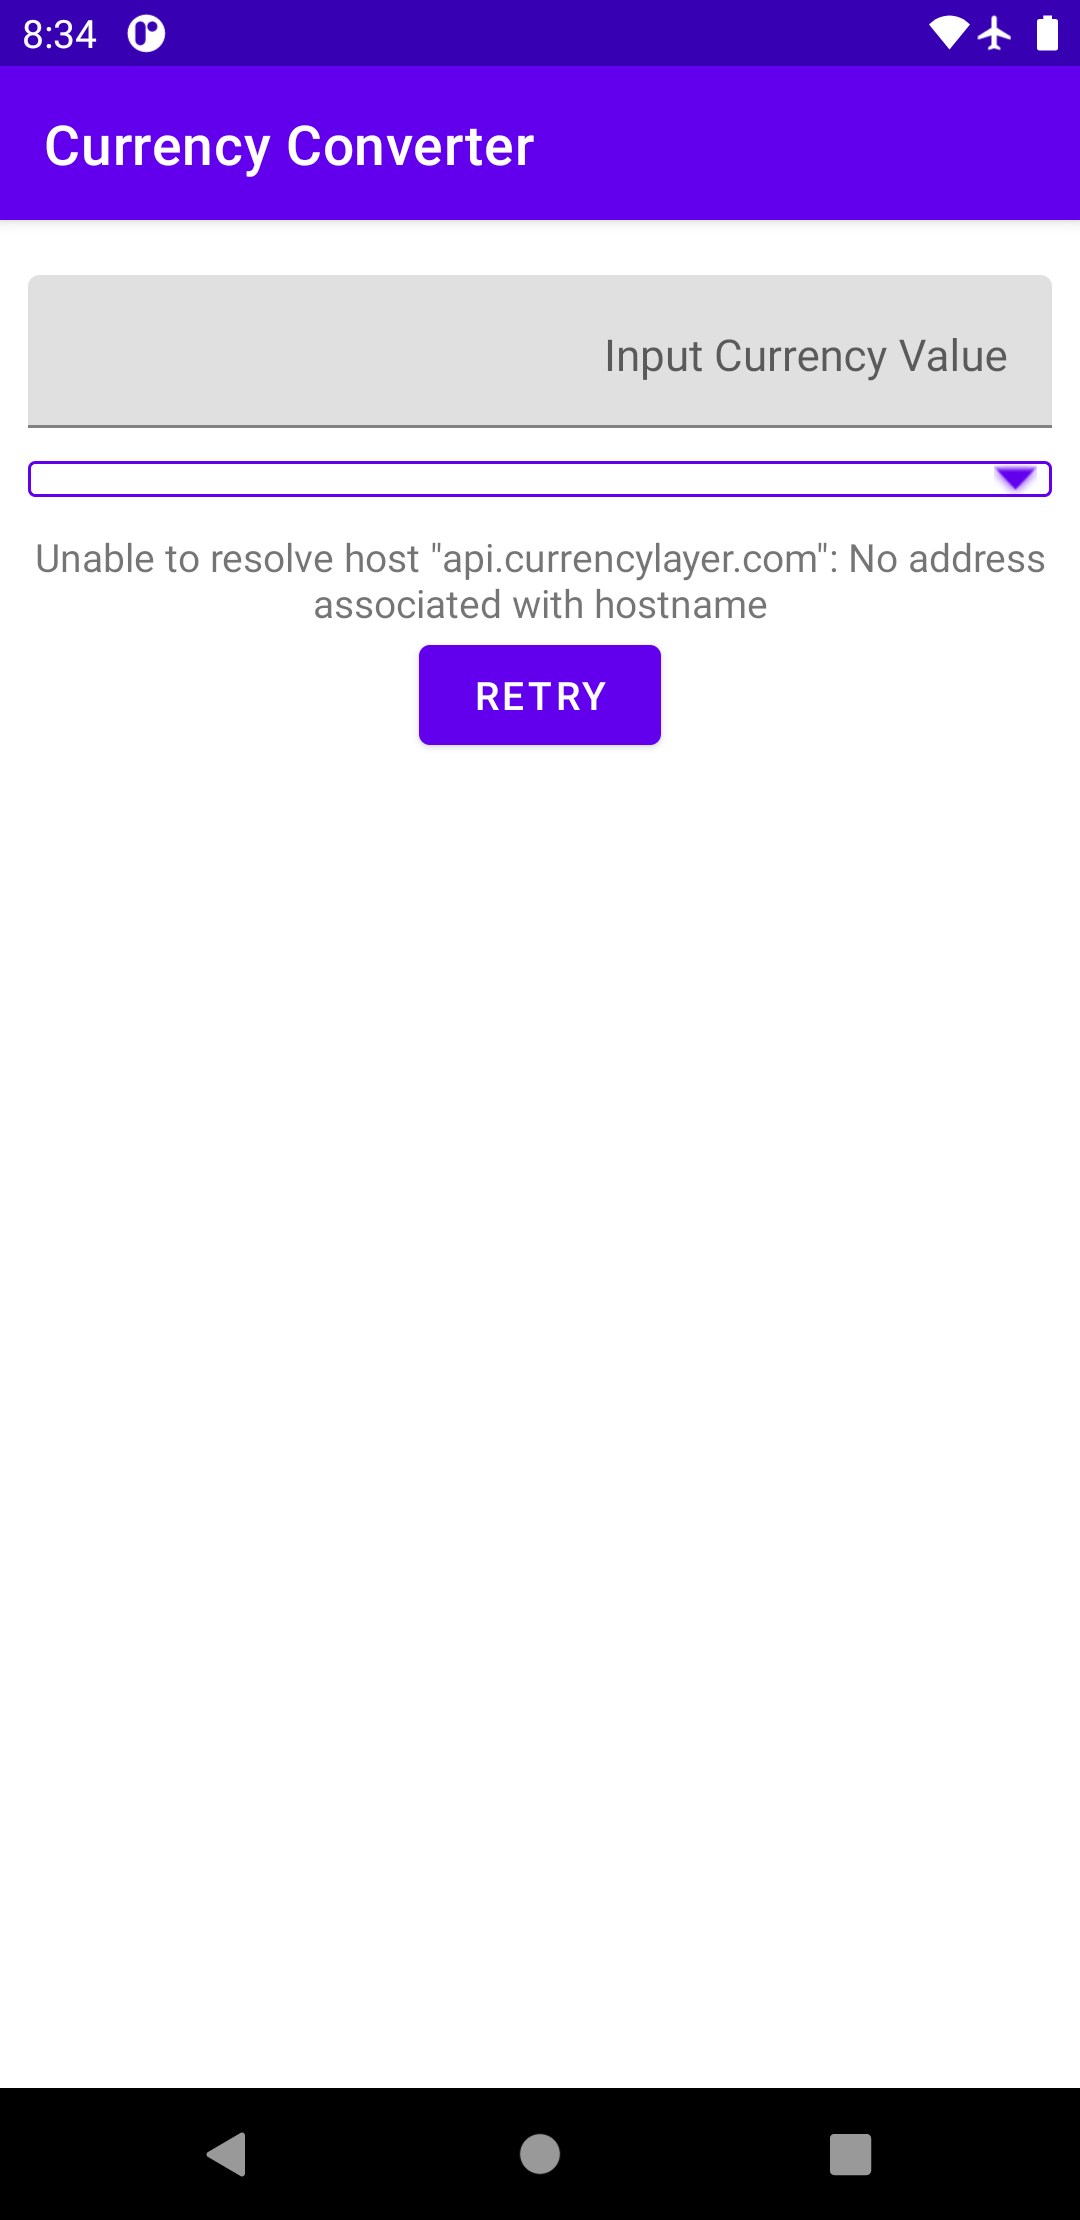 8:34
Currency Converter
Input Currency Value
Unable to resolve host "api.currencylayer.com": No address
associated with hostname
RETRY